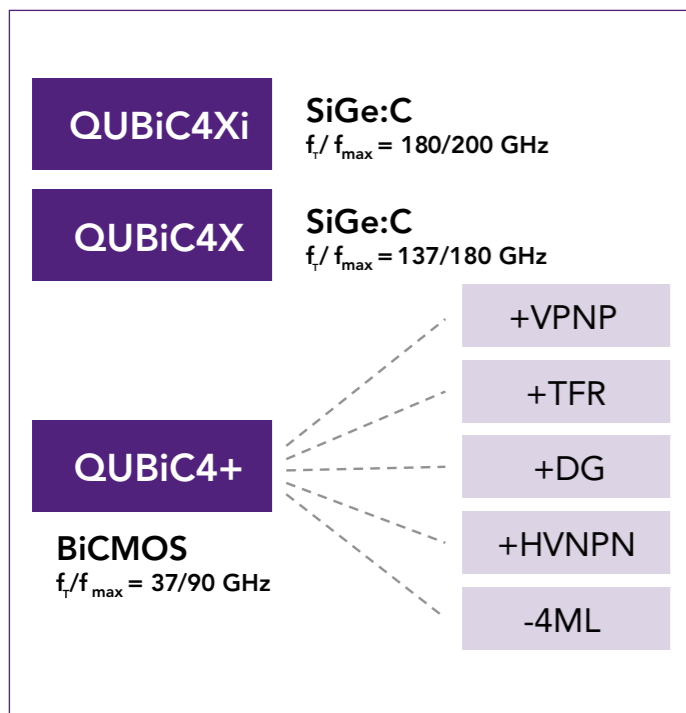 QUBiC4Xi
SiGe:C
fT/ fmax = 180/200 GHz
QUBiC4X
SiGe:C
fT/ fmax = 137/180 GHz
+VPNP
+TFR
QUBiC4+
+DG
BiCMOS
fT/f max = 37/90 GHz
+HVNPN
-4ML